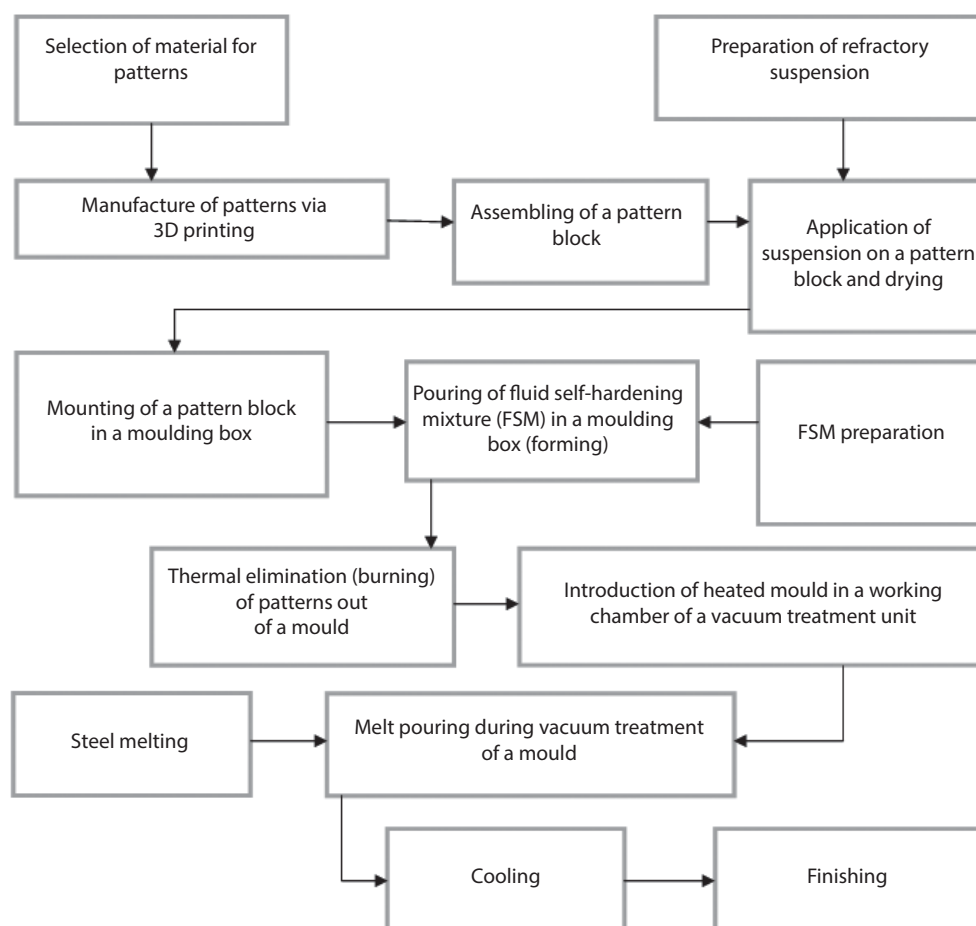 Selection of material for
patterns
Preparation of refractory
suspension
Manufacture of patterns via
3D printing
Assembling of a pattern
block
Application of
suspension on a pattern
block and drying
Mounting of a pattern block
in a moulding box
Pouring of fluid self-hardening
mixture (FSM) in a moulding
box (forming)
FSM preparation
Thermal elimination (burning)
of patterns out
of a mould
Introduction of heated mould in a working
chamber of a vacuum treatment unit
Steel melting
Melt pouring during vacuum treatment
of a mould
Cooling
Finishing